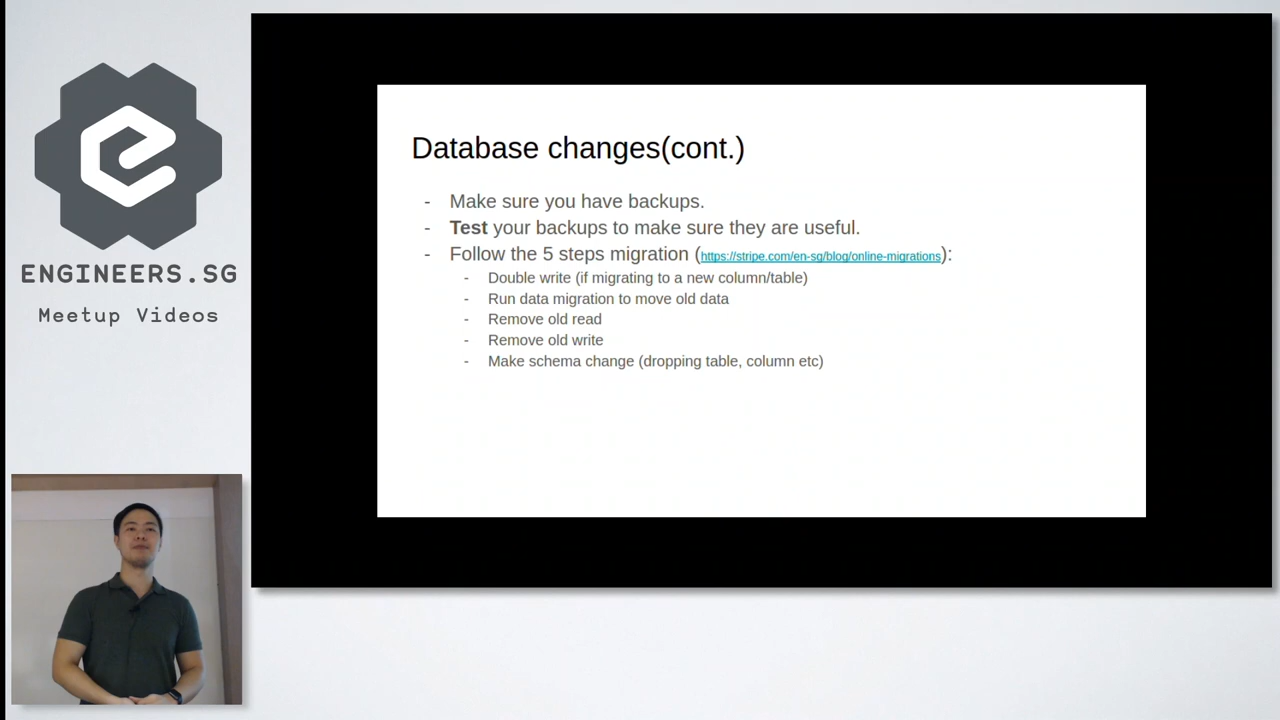 ENGINEERS.SG
Meetup Videos
Database changes(cont.)
- Make sure you have backups.
- Test your backups to make sure they are useful.
- Follow the 5 steps migration (https://stripe.com/en-sg/blog/online-migrations):
- Double write (if migrating to a new column/table)
- Run data migration to move old data
- Remove old read
- Remove old write
- Make schema change (dropping table, column etc)